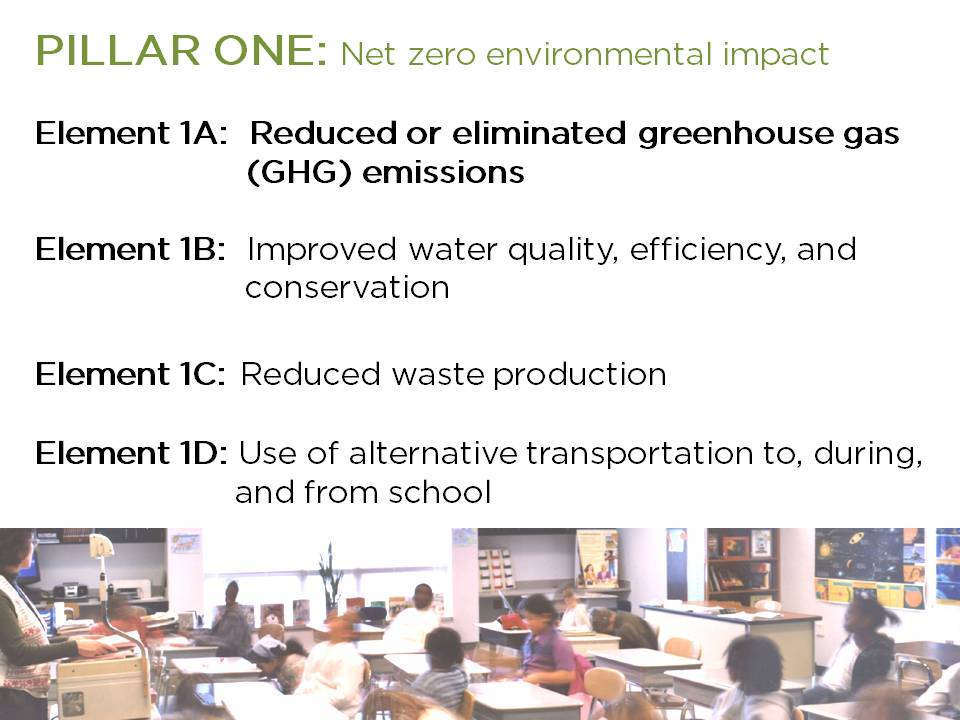 PILLAR ONE: Net zero environmental impact
Element 1A: Reduced or eliminated greenhouse gas
(GHG) emissions
Element 1B: Improved water quality, efficiency, and
conservation
Element 1C: Reduced waste production
Element 1D: Use of alternative transportation to, during,
and from school